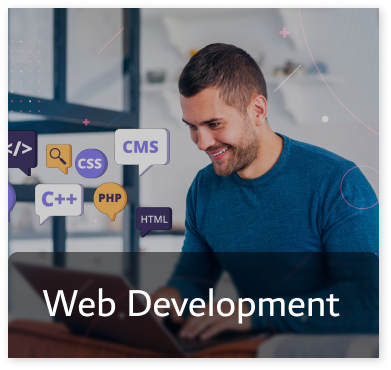 </>
CSS
CMS
C++
PHP
HTML
Web Development